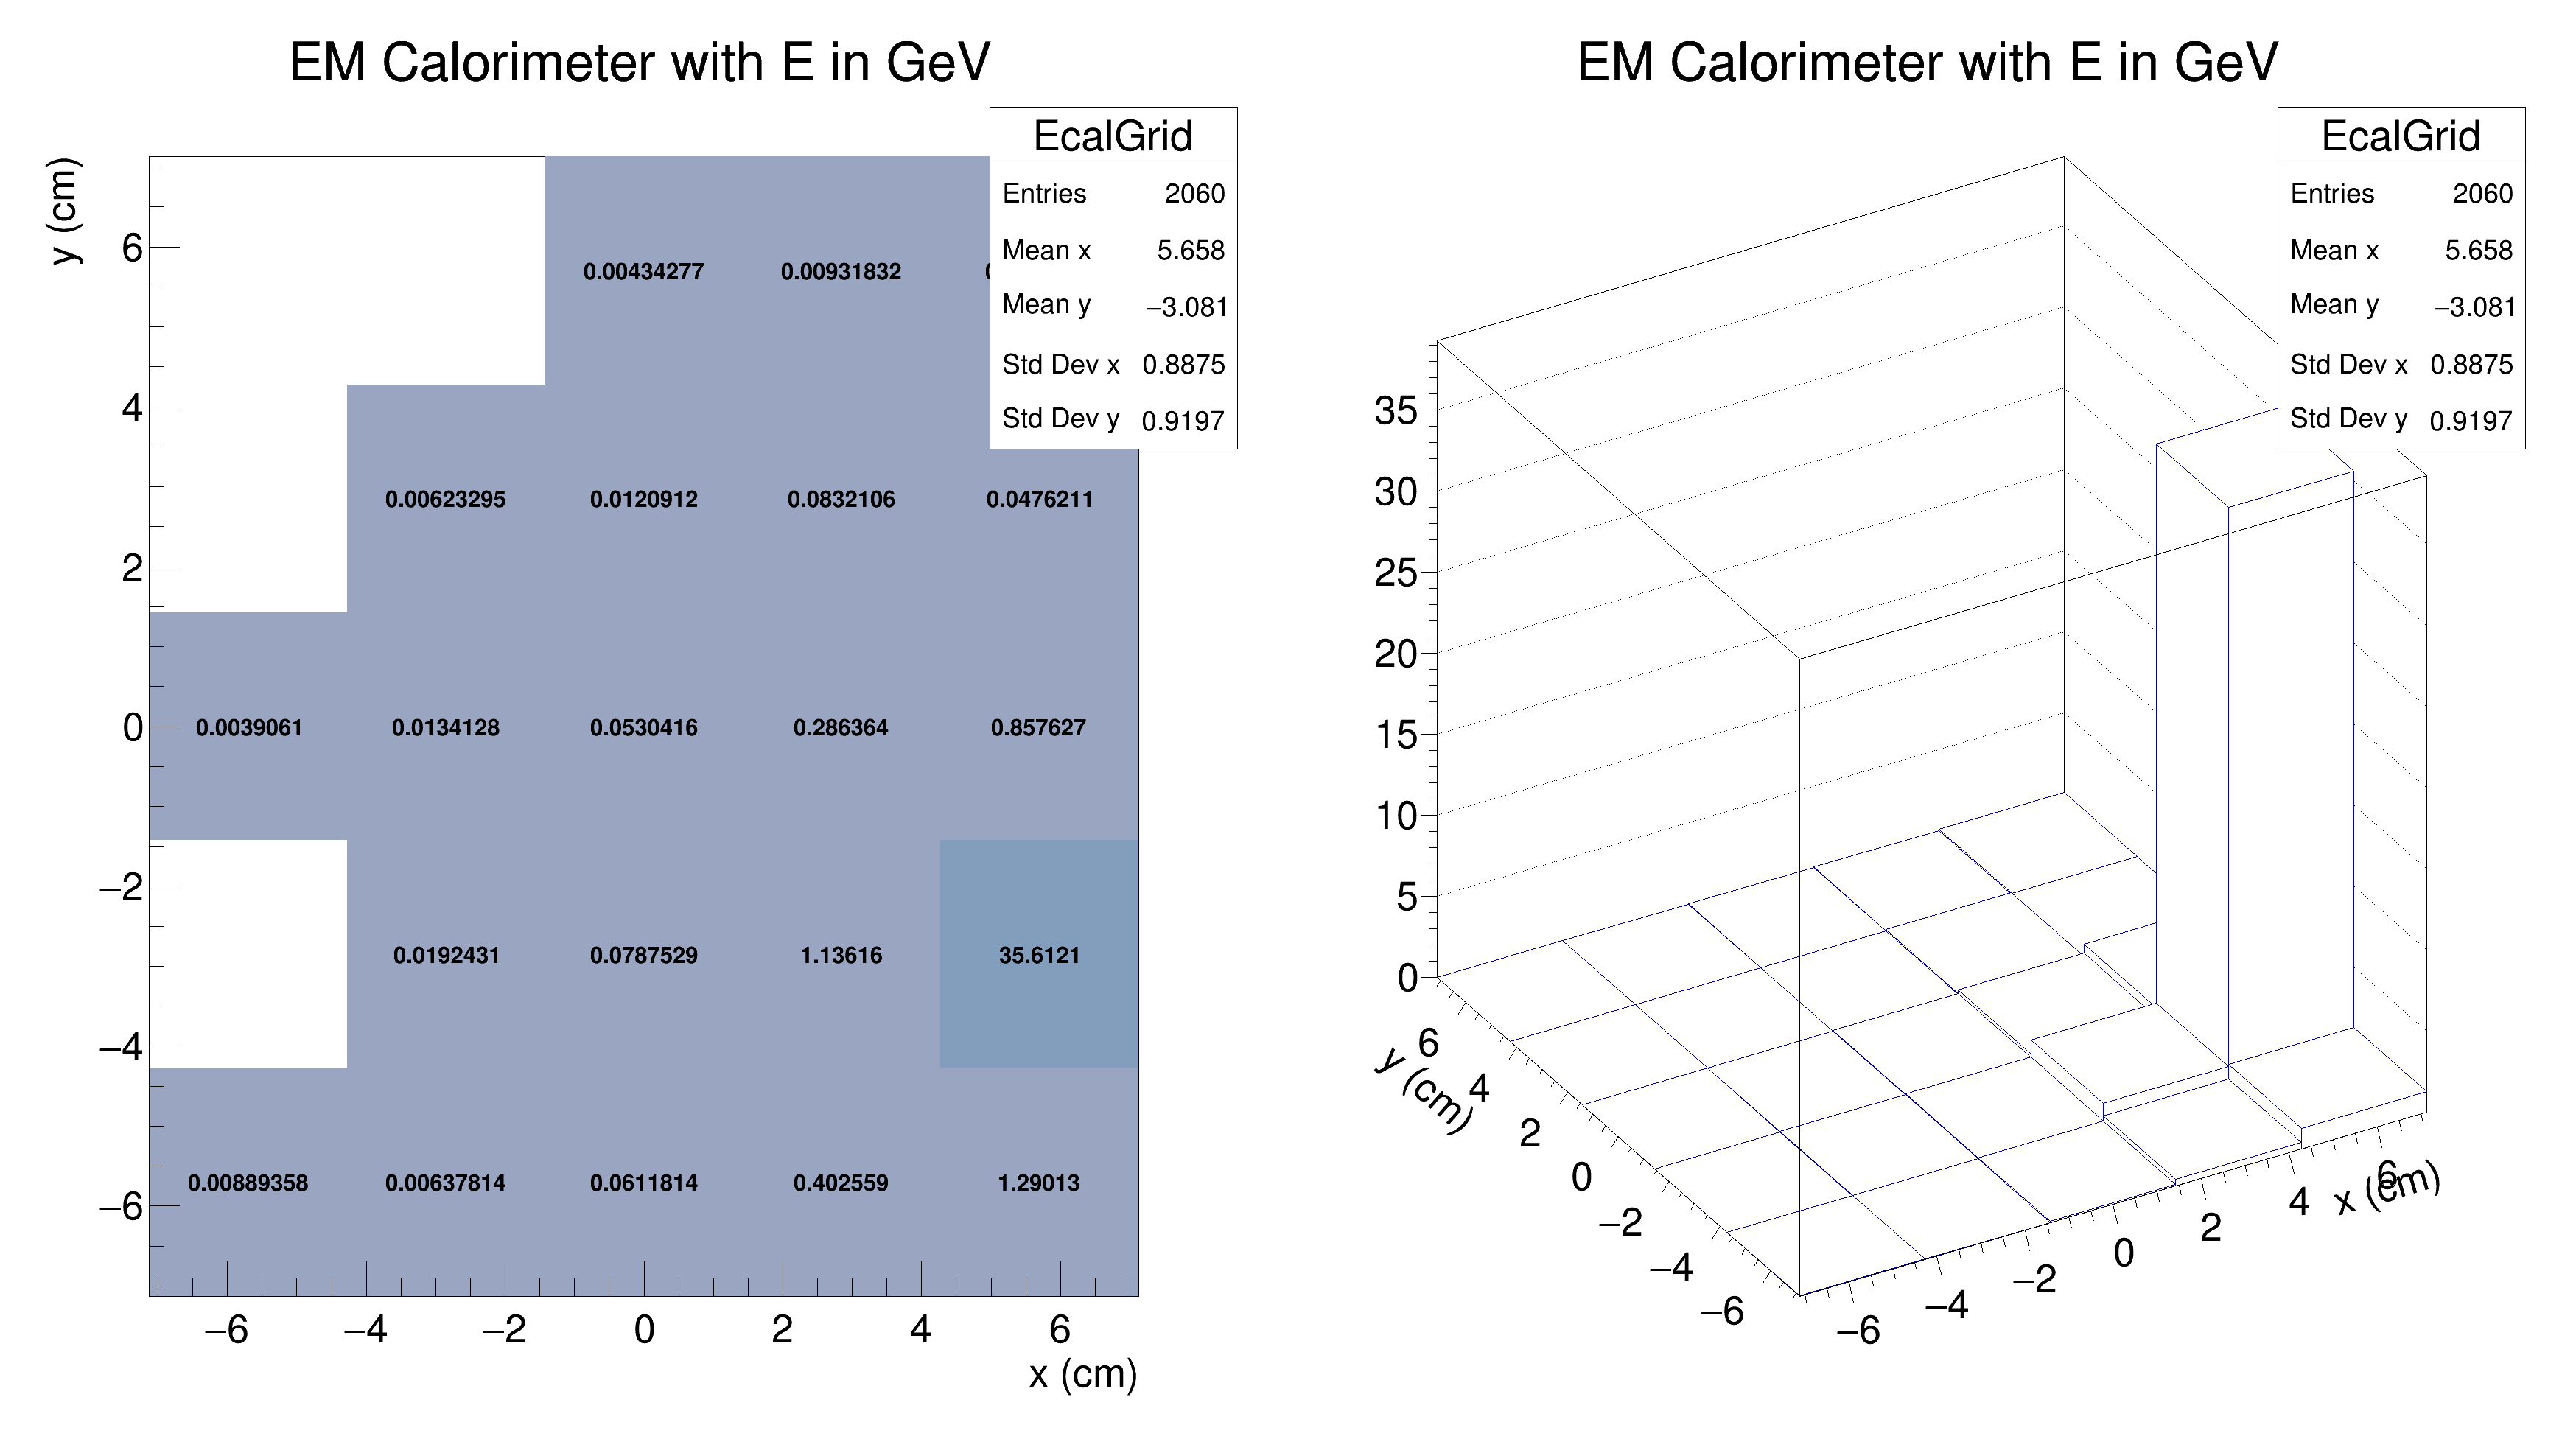 EM Calorimeter with E in GeV
EcalGrid
Entries 2060
Mean x 5.658
Mean y −3.081
Std Dev x 0.8875
Std Dev y 0.9197
y (cm)
6
4
2
0
−2
−4
−6
0.00434277 0.00931832
0.00623295 0.0120912 0.0832106 0.0476211
0.0039061 0.0134128 0.0530416 0.286364 0.857627
0.0192431 0.0787529 1.13616 35.6121
0.00889358 0.00637814 0.0611814 0.402559 1.29013
−6 −4 −2 0 2 4 6
x (cm)
EM Calorimeter with E in GeV
EcalGrid
Entries 2060
Mean x 5.658
Mean y −3.081
Std Dev x 0.8875
Std Dev y 0.9197
35
30
25
20
15
10
5
0
y (cm)
6
4
2
0
−2
−4
−6
−6
−4
−2
0
2
4
6
x (cm)